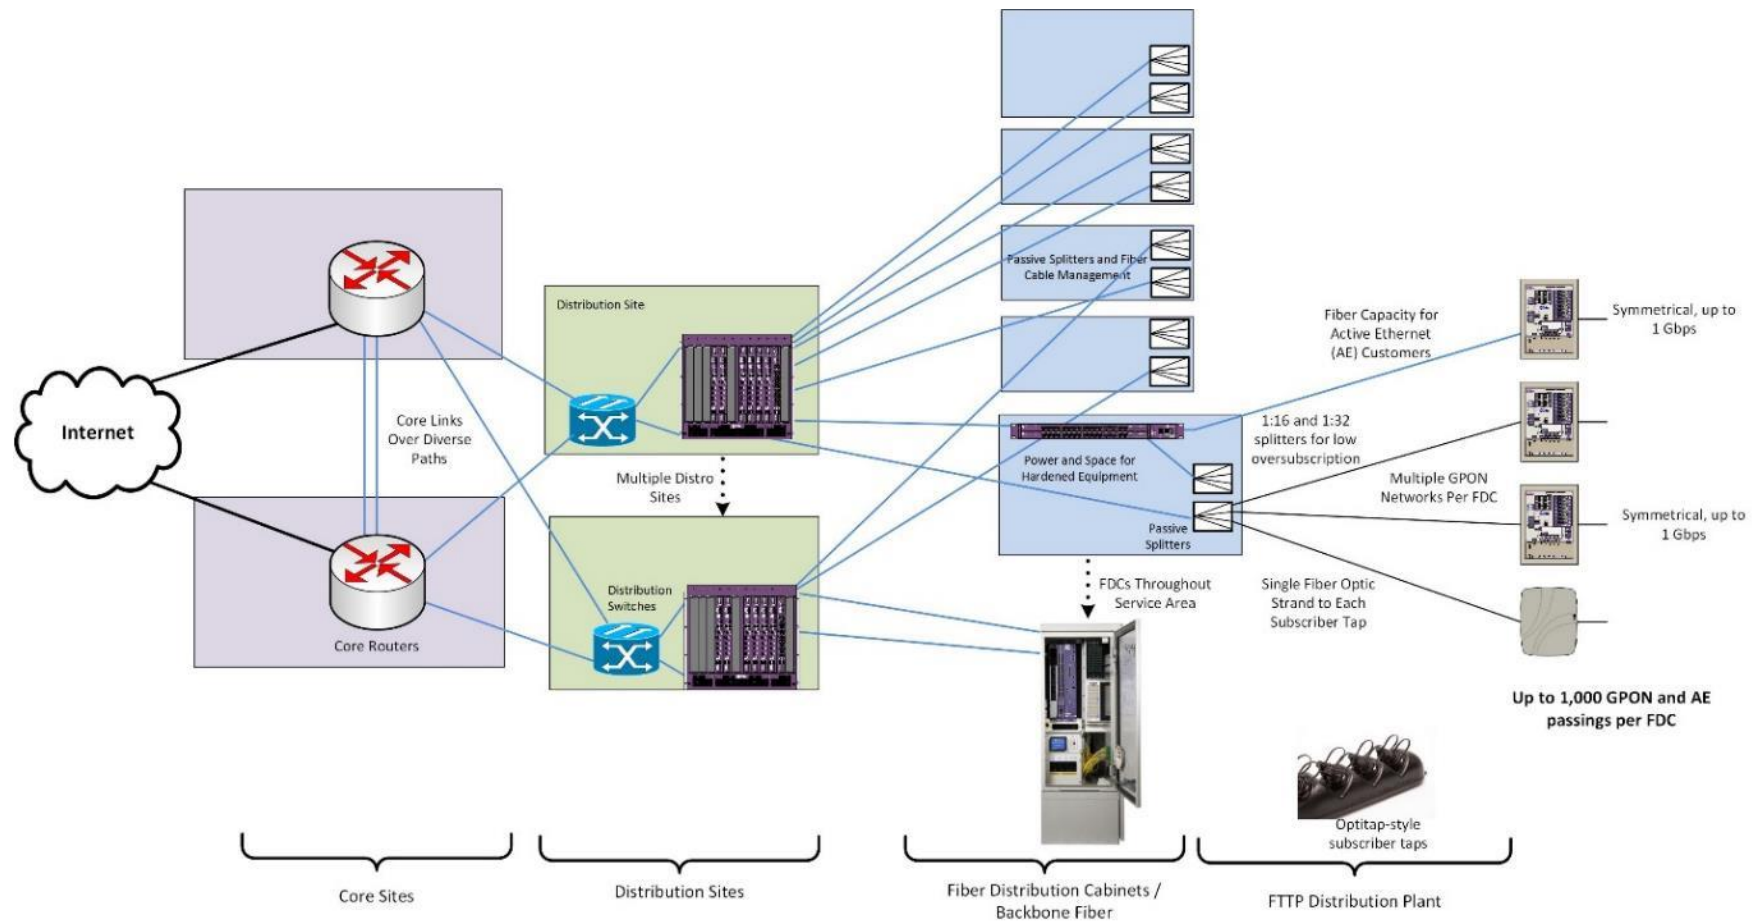 Passive Splitters and Fiber
Cable Management
Distribution Site
Fiber Capacity for
Active Ethernet
(AE) Customers
Symmetrical, up to
1 Gbps
Internet
Core Links
Over Diverse
Paths
Multiple Distro
Sites
Power and Space for
Hardened Equipment
1:16 and 1:32
splitters for low
oversubscription
Multiple GPON
Networks Per FDC
Symmetrical, up to
1 Gbps
Passive
Splitters
Distribution
Switches
FDCs Throughout
Service Area
Single Fiber Optic
Strand to Each
Subscriber Tap
Core Routers
Up to 1,000 GPON and AE
passings per FDC
Optitap-style
subscriber taps
Core Sites
Distribution Sites
Fiber Distribution Cabinets /
Backbone Fiber
FTTP Distribution Plant